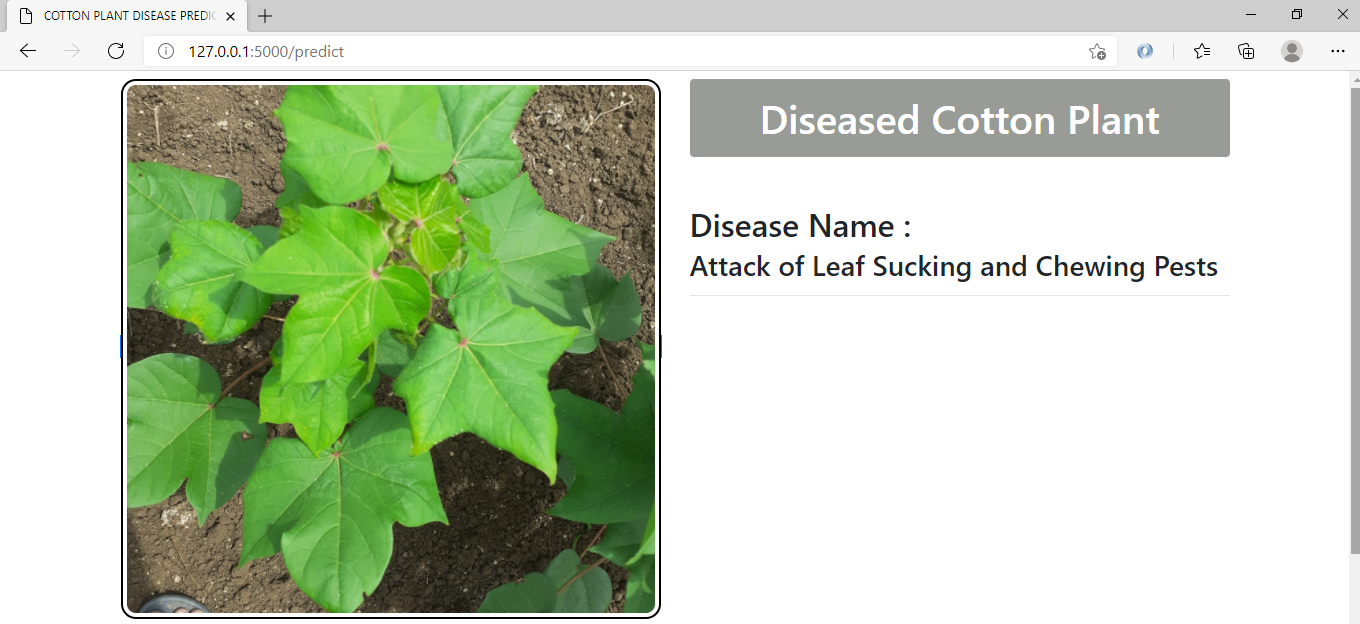 COTTON PLANT DISEASE PREDIC
127.0.0.1:5000/predict
Diseased Cotton Plant
Disease Name :
Attack of Leaf Sucking and Chewing Pests